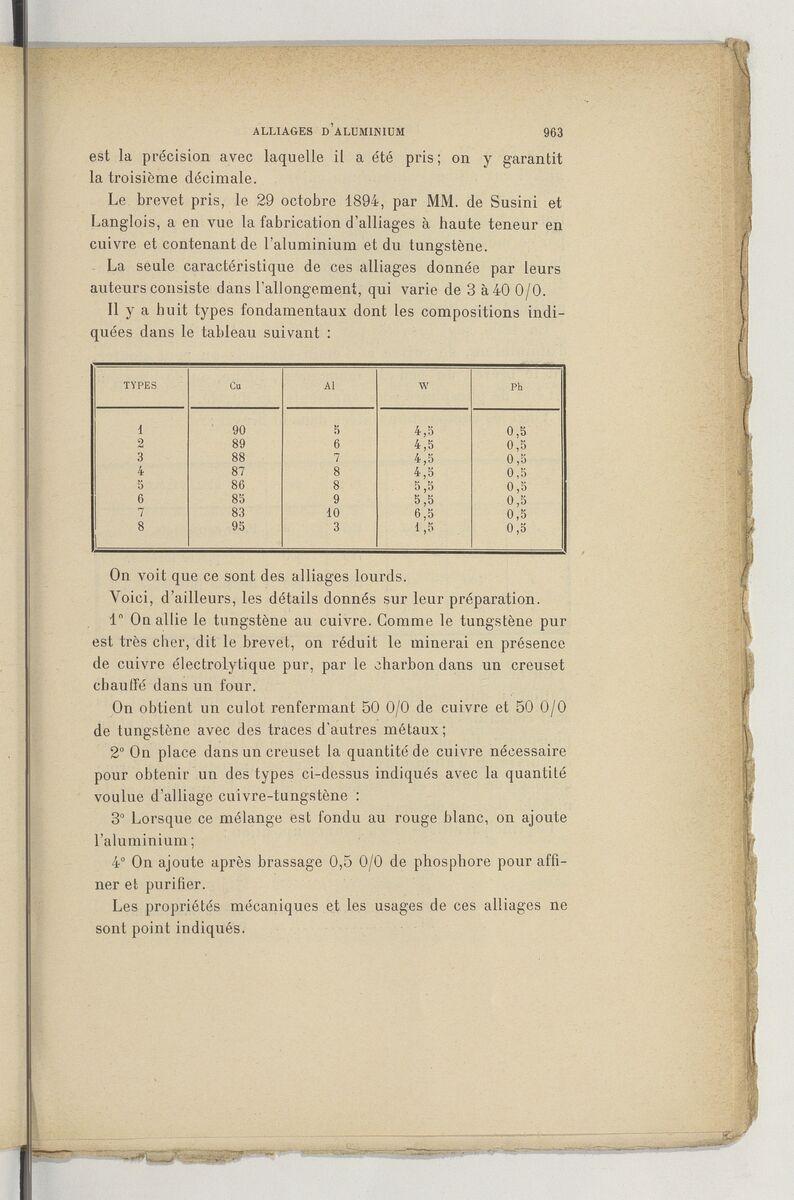 ALLIAGES D'ALUMINIUM 963
est la précision avec laquelle il a été pris; on y garantit
la troisième décimale.
Le brevet pris, le 29 octobre 1894, par MM. de Susini et
Langlois, a en vue la fabrication d'alliages à haute teneur en
cuivre et contenant de l'aluminium et du tungstène.
La seule caractéristique de ces alliages donnée par leurs
auteurs consiste dans l'allongement, qui varie de 3 à 40 0/0.
Il y a huit types fondamentaux dont les compositions indi-
quées dans le tableau suivant :
TYPES Cu Al W Ph
1 90 5 4,5 0,5
2 89 6 4,5 0,5
3 88 7 4,5 0,5
4 87 8 4,5 0,5
5 86 8 5,5 0,5
6 85 9 5,5 0,5
7 83 10 6,5 0,5
8 95 3 1,5 0,5
On voit que ce sont des alliages lourds.
Voici, d'ailleurs, les détails donnés sur leur préparation.
1° On allie le tungstène au cuivre. Comme le tungstène pur
est très cher, dit le brevet, on réduit le minerai en présence
de cuivre électrolytique pur, par le charbon dans un creuset
chauffé dans un four.
On obtient un culot renfermant 50 0/0 de cuivre et 50 0/0
de tungstène avec des traces d'autres métaux;
2° On place dans un creuset la quantité de cuivre nécessaire
pour obtenir un des types ci-dessus indiqués avec la quantité
voulue d'alliage cuivre-tungstène :
3° Lorsque ce mélange est fondu au rouge blanc, on ajoute
l'aluminium;
4° On ajoute après brassage 0,5 0/0 de phosphore pour affi-
ner et purifier.
Les propriétés mécaniques et les usages de ces alliages ne
sont point indiqués.